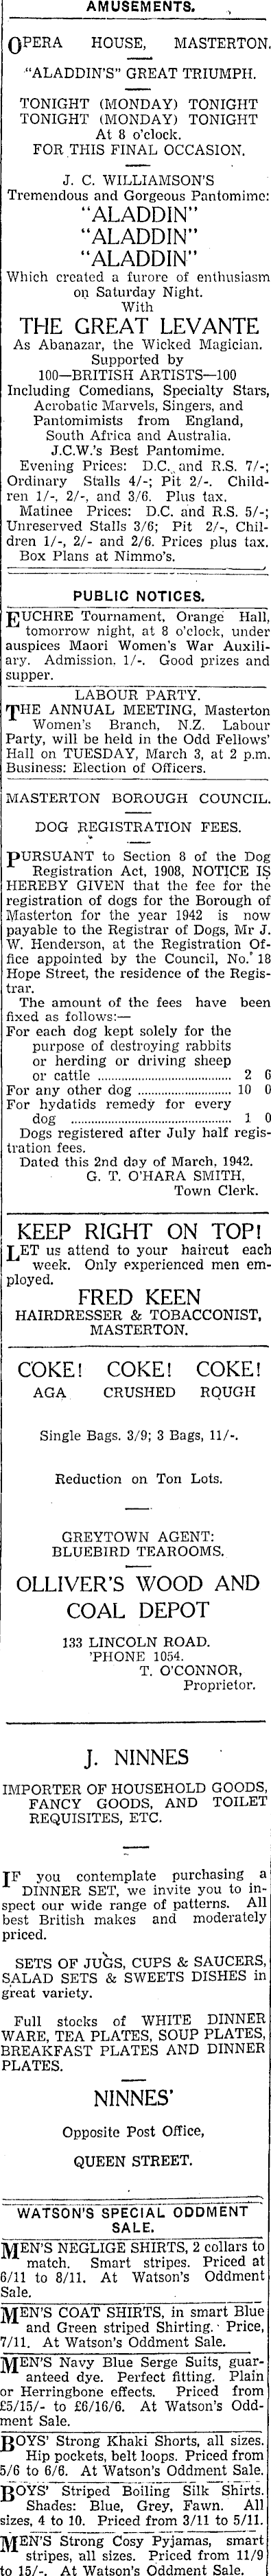 AMUSEMENTS.
OPERA HOUSE, MASTERTON.
"ALADDIN'S" GREAT TRIUMPH.
TONIGHT (MONDAY) TONIGHT
TONIGHT (MONDAY) TONIGHT
At 8 o'clock.
FOR THIS FINAL OCCASION.
J. C. WILLIAMSON'S
Tremendous and Gorgeous Pantomime:
"ALADDIN"
"ALADDIN"
"ALADDIN"
Which created a furore of enthusiasm
on Saturday Night.
With
THE GREAT LEVANTE
As Abanazar, the Wicked Magician.
Supported by
100—BRITISH ARTISTS—100
Including Comedians, Specialty Stars,
Acrobatic Marvels, Singers, and
Pantomimists from England,
South Africa and Australia.
J.C.W.'s Best Pantomime.
Evening Prices: D.C. and R.S. 7/-;
Ordinary Stalls 4/-; Pit 2/-. Child-
ren 1/-, 2/-, and 3/6. Plus tax.
Matinee Prices: D.C. and R.S. 5/-;
Unreserved Stalls 3/6; Pit 2/-, Chil-
dren 1/-, 2/- and 2/6. Prices plus tax.
Box Plans at Nimmo's.
PUBLIC NOTICES.
EUCHRE Tournament, Orange Hall,
tomorrow night, at 8 o'clock, under
auspices Maori Women's War Auxili-
ary. Admission, 1/-. Good prizes and
supper.
LABOUR PARTY.
THE ANNUAL MEETING, Masterton
Women's Branch, N.Z. Labour
Party, will be held in the Odd Fellows'
Hall on TUESDAY, March 3, at 2 p.m.
Business: Election of Officers.
MASTERTON BOROUGH COUNCIL.
DOG REGISTRATION FEES.
PURSUANT to Section 8 of the Dog
Registration Act, 1908, NOTICE IS
HEREBY GIVEN that the fee for the
registration of dogs for the Borough of
Masterton for the year 1942 is now
payable to the Registrar of Dogs, Mr J.
W. Henderson, at the Registration Of-
fice appointed by the Council, No. 18
Hope Street, the residence of the Regis-
trar.
The amount of the fees have been
fixed as follows:—
For each dog kept solely for the
purpose of destroying rabbits
or herding or driving sheep
or cattle ................................ 2 6
For any other dog ...................... 10 0
For hydatids remedy for every
dog ...................................... 1 0
Dogs registered after July half regis-
tration fees.
Dated this 2nd day of March, 1942.
G. T. O'HARA SMITH,
Town Clerk.
KEEP RIGHT ON TOP!
LET us attend to your haircut each
week. Only experienced men em-
ployed.
FRED KEEN
HAIRDRESSER & TOBACCONIST,
MASTERTON.
COKE! COKE! COKE!
AGA CRUSHED ROUGH
Single Bags. 3/9; 3 Bags, 11/-.
Reduction on Ton Lots.
GREYTOWN AGENT:
BLUEBIRD TEAROOMS.
OLLIVER'S WOOD AND
COAL DEPOT
133 LINCOLN ROAD.
'PHONE 1054.
T. O'CONNOR,
Proprietor.
J. NINNES
IMPORTER OF HOUSEHOLD GOODS,
FANCY GOODS, AND TOILET
REQUISITES, ETC.
IF you contemplate purchasing a
DINNER SET, we invite you to in-
spect our wide range of patterns. All
best British makes and moderately
priced.
SETS OF JUGS, CUPS & SAUCERS,
SALAD SETS & SWEETS DISHES in
great variety.
Full stocks of WHITE DINNER
WARE, TEA PLATES, SOUP PLATES,
BREAKFAST PLATES AND DINNER
PLATES.
NINNES'
Opposite Post Office,
QUEEN STREET.
WATSON'S SPECIAL ODDMENT
SALE.
MEN'S NEGLIGE SHIRTS, 2 collars to
match. Smart stripes. Priced at
6/11 to 8/11. At Watson's Oddment
Sale.
MEN'S COAT SHIRTS, in smart Blue
and Green striped Shirting. Price,
7/11. At Watson's Oddment Sale.
MEN'S Navy Blue Serge Suits, guar-
anteed dye. Perfect fitting. Plain
or Herringbone effects. Priced from
£5/15/- to £6/16/6. At Watson's Odd-
ment Sale.
BOYS' Strong Khaki Shorts, all sizes.
Hip pockets, belt loops. Priced from
5/6 to 6/6. At Watson's Oddment Sale.
BOYS' Striped Boiling Silk Shirts.
Shades: Blue, Grey, Fawn. All
sizes, 4 to 10. Priced from 3/11 to 5/11.
MEN'S Strong Cosy Pyjamas, smart
stripes, all sizes. Priced from 11/9
to 15/-. At Watson's Oddment Sale.